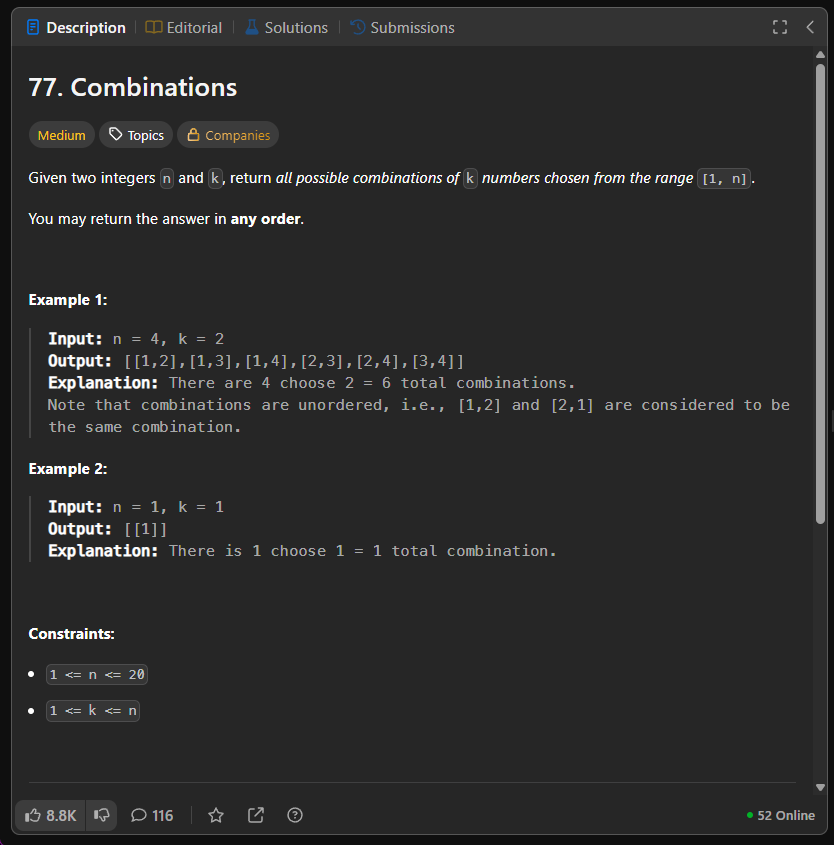 Description Editorial Solutions Submissions
77. Combinations
Medium Topics Companies
Given two integers n and k, return all possible combinations of k numbers chosen from the range [1, n].
You may return the answer in any order.
Example 1:
Input: n = 4, k = 2
Output: [[1,2],[1,3],[1,4],[2,3],[2,4],[3,4]]
Explanation: There are 4 choose 2 = 6 total combinations.
Note that combinations are unordered, i.e., [1,2] and [2,1] are considered to be
the same combination.
Example 2:
Input: n = 1, k = 1
Output: [[1]]
Explanation: There is 1 choose 1 = 1 total combination.
Constraints:
1 <= n <= 20
1 <= k <= n
8.8K 116 52 Online